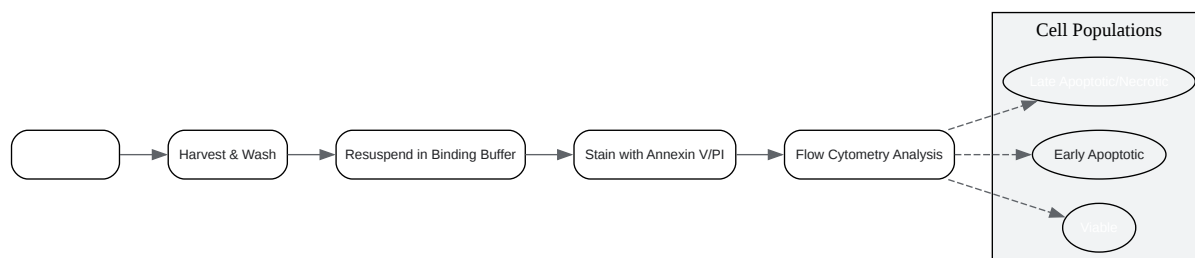 Cell Populations
Late Apoptotic/Necrotic
Harvest & Wash
Resuspend in Binding Buffer
Stain with Annexin V/PI
Flow Cytometry Analysis
Early Apoptotic
Viable